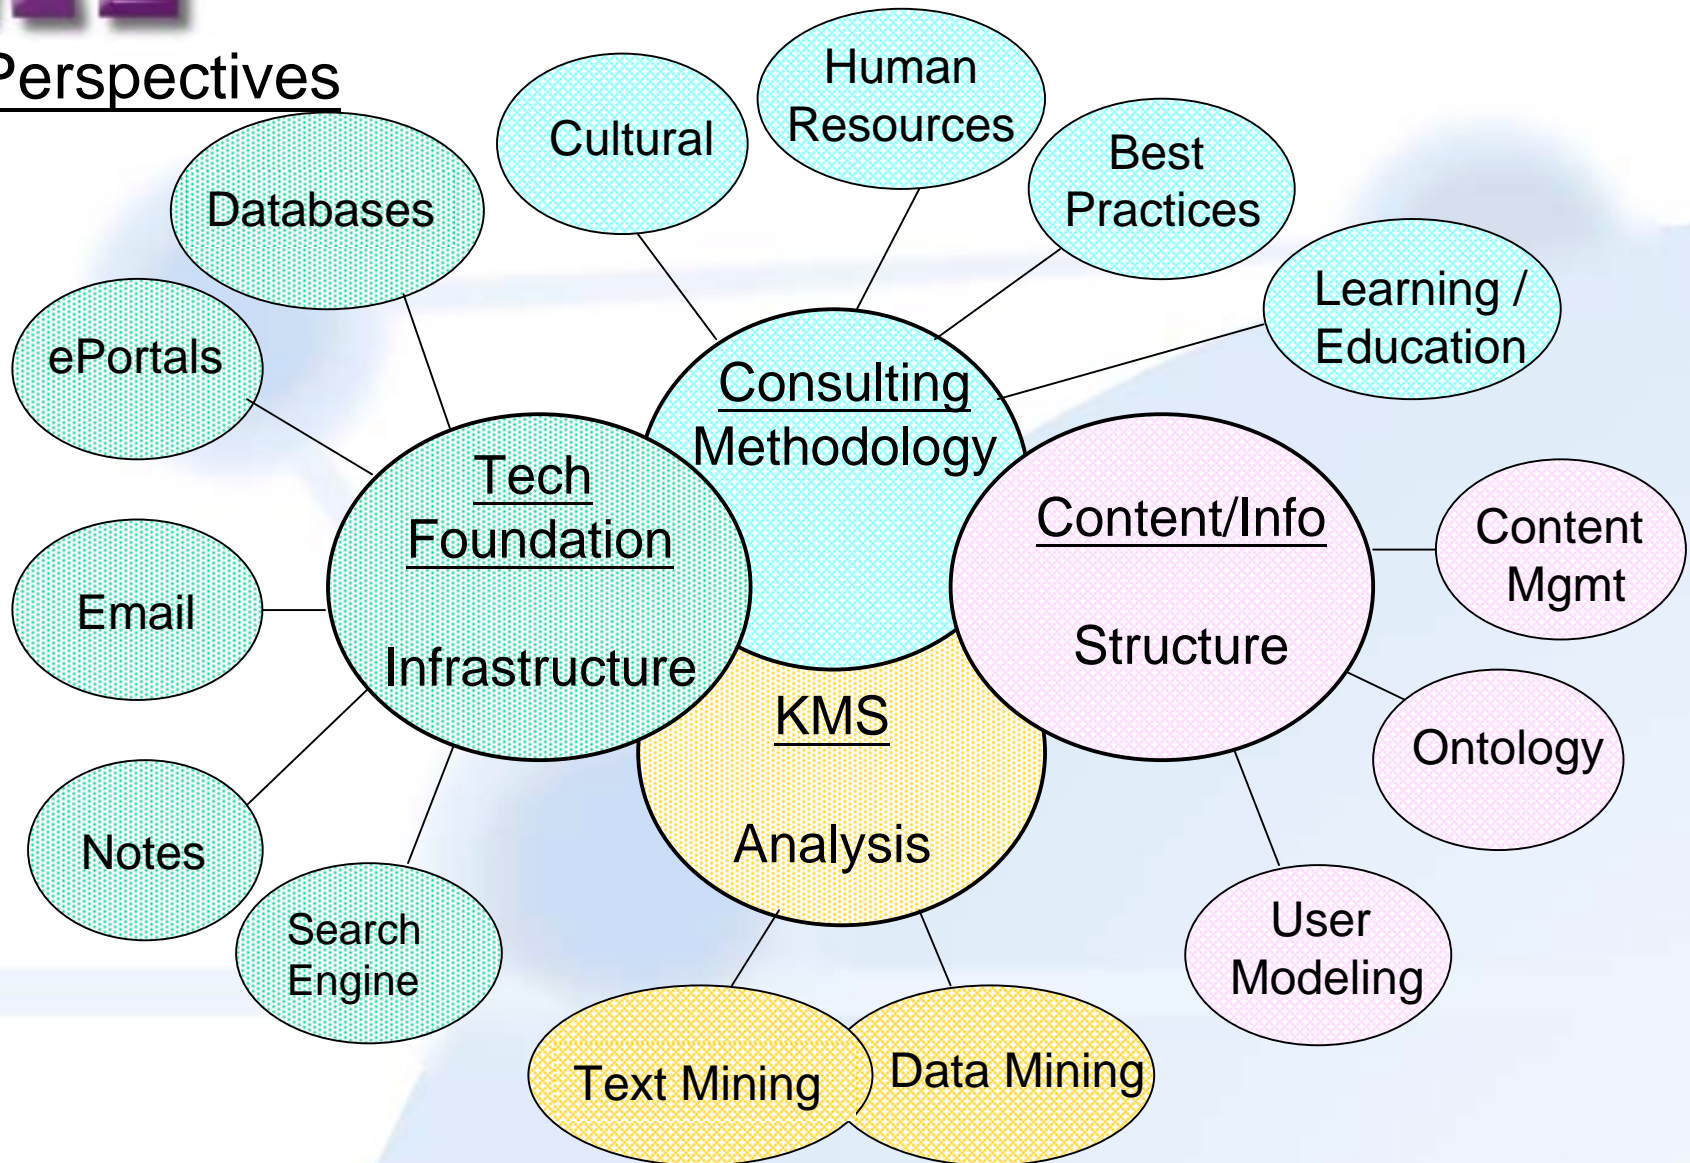 Perspectives
Human
Resources
Cultural
Best
Practices
Databases
Learning /
Education
ePortals
Consulting
Methodology
Tech
Foundation
Infrastructure
Content/Info
Structure
Content
Mgmt
Email
KMS
Analysis
Ontology
Notes
Search
Engine
User
Modeling
Text Mining
Data Mining